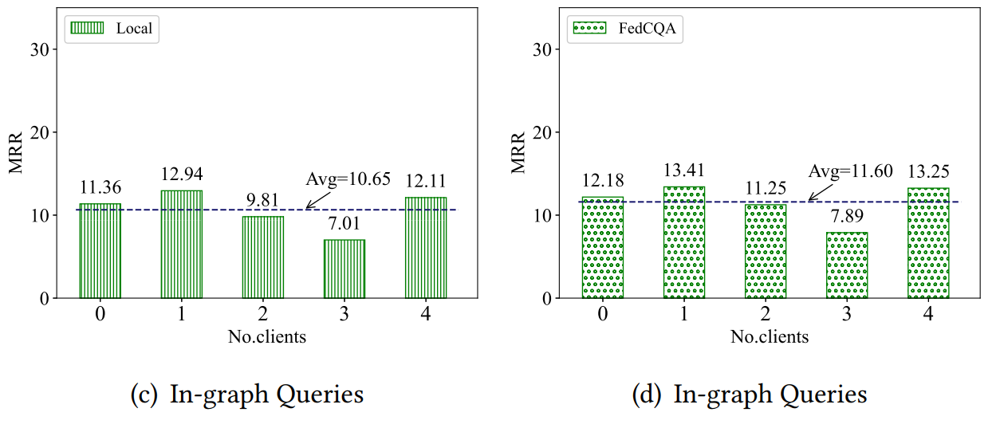 Local
MRR
30
20
10
0
11.36
12.94
9.81
7.01
12.11
Avg=10.65
0 1 2 3 4
No.clients
(c) In-graph Queries
FedCQA
MRR
30
20
10
0
12.18
13.41
11.25
7.89
13.25
Avg=11.60
0 1 2 3 4
No.clients
(d) In-graph Queries